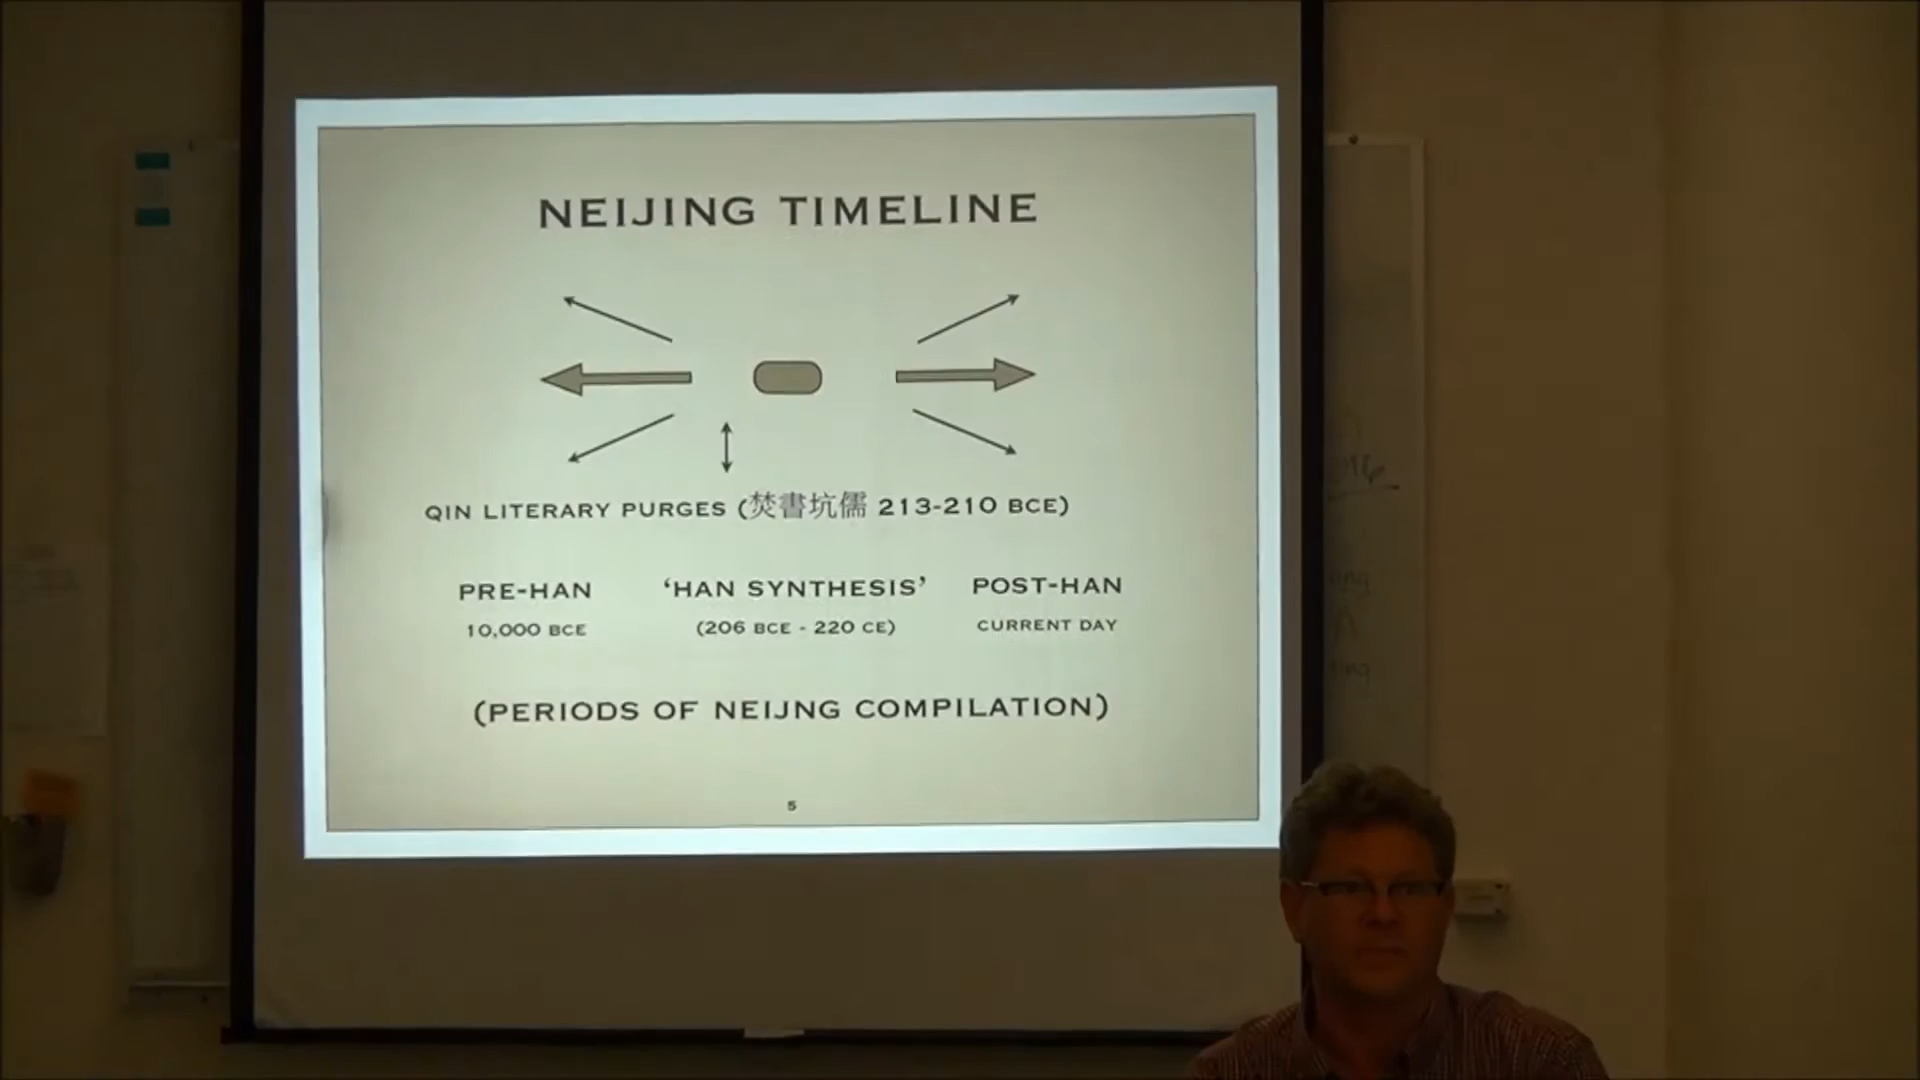 NEIJING TIMELINE
QIN LITERARY PURGES (焚書坑儒 213-210 BCE)
PRE-HAN 'HAN SYNTHESIS' POST-HAN
10,000 BCE (206 BCE - 220 CE) CURRENT DAY
(PERIODS OF NEIJNG COMPILATION)
5